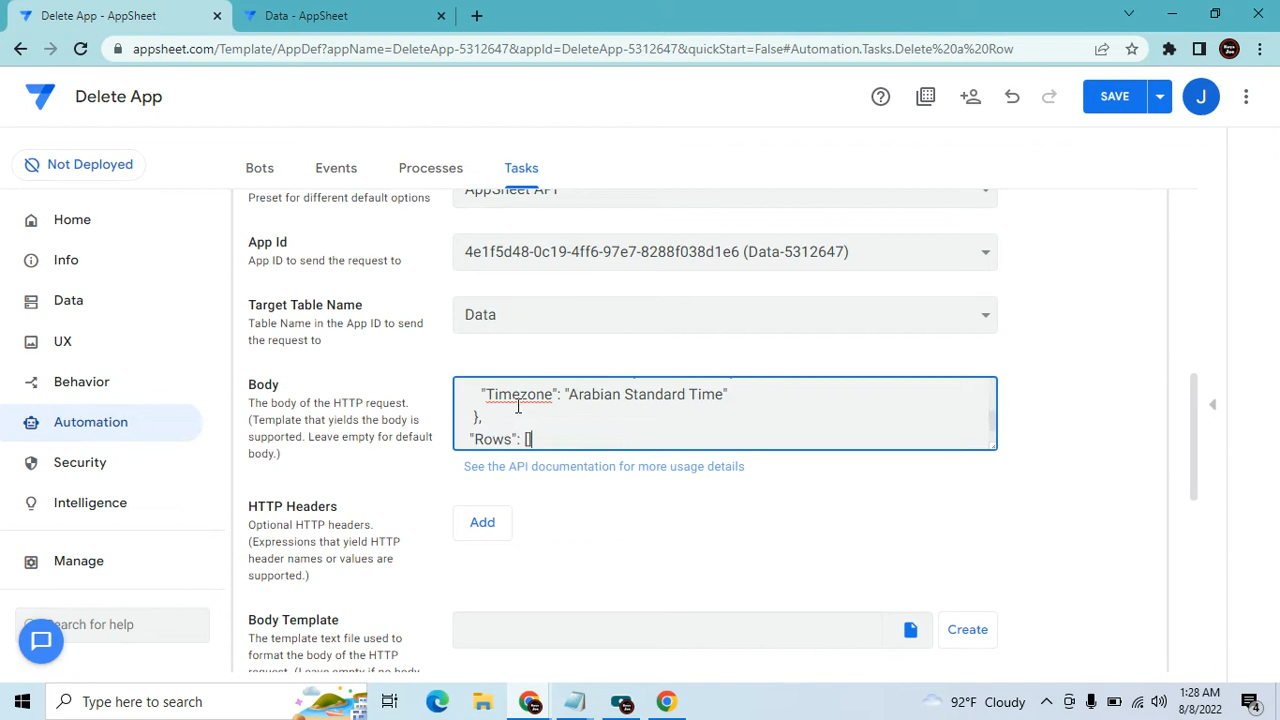 Delete App - AppSheet
Data - AppSheet
appsheet.com/Template/AppDef?appName=DeleteApp-5312647&appId=DeleteApp-5312647&quickStart=False#Automation.Tasks.Delete%20a%20Row
Delete App
SAVE
J
Not Deployed
Bots
Events
Processes
Tasks
Home
Info
Data
UX
Behavior
Automation
Security
Intelligence
Manage
Search for help
AppSheet API
Preset for different default options
App Id
App ID to send the request to
4e1f5d48-0c19-4ff6-97e7-8288f038d1e6 (Data-5312647)
Target Table Name
Table Name in the App ID to send
the request to
Data
Body
The body of the HTTP request.
(Template that yields the body is
supported. Leave empty for default
body.)
"Timezone": "Arabian Standard Time"
},
"Rows": []
See the API documentation for more usage details
HTTP Headers
Optional HTTP headers.
(Expressions that yield HTTP
header names or values are
supported.)
Add
Body Template
The template text file used to
format the body of the HTTP
request. (Leave empty if no body
Create
Type here to search
92°F Cloudy
1:28 AM
8/8/2022
4